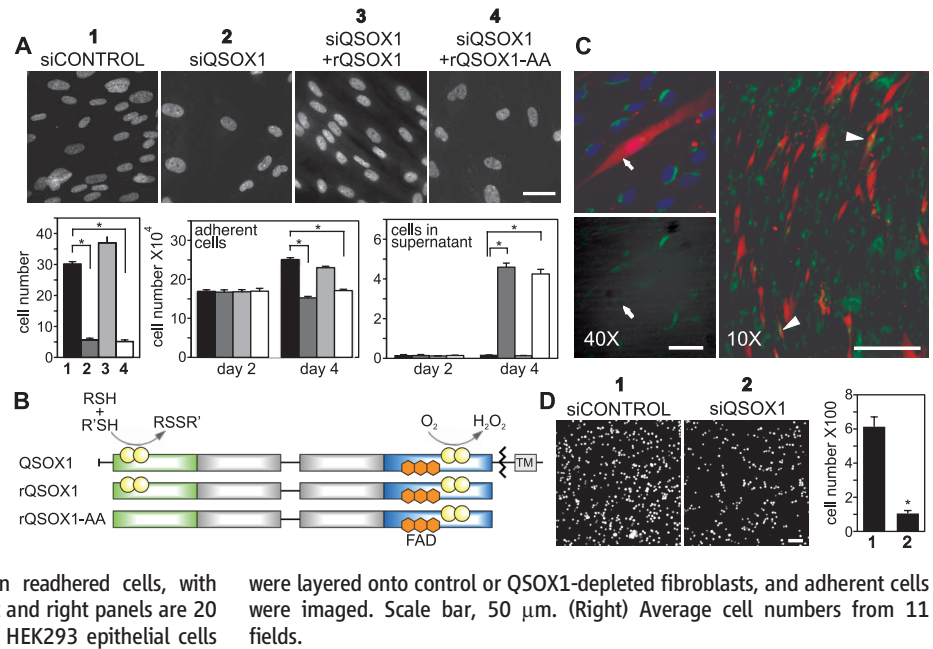 A
1
siCONTROL
2
siQSOX1
3
siQSOX1
+rQSOX1
4
siQSOX1
+rQSOX1-AA
cell number
30
20
10
0
1 2 3 4
*
*
cell number X10⁴
adherent
cells
25
20
15
10
5
0
*
*
day 2 day 4
cells in
supernatant
6
4
2
0
*
*
day 2 day 4
B
RSH
+
R'SH
RSSR'
O₂
H₂O₂
QSOX1
TM
rQSOX1
rQSOX1-AA
FAD
C
40X
10X
D
1
siCONTROL
2
siQSOX1
cell number X100
8
6
4
2
0
*
1 2
n readhered cells, with
t and right panels are 20
HEK293 epithelial cells
were layered onto control or QSOX1-depleted fibroblasts, and adherent cells
were imaged. Scale bar, 50 μm. (Right) Average cell numbers from 11
fields.